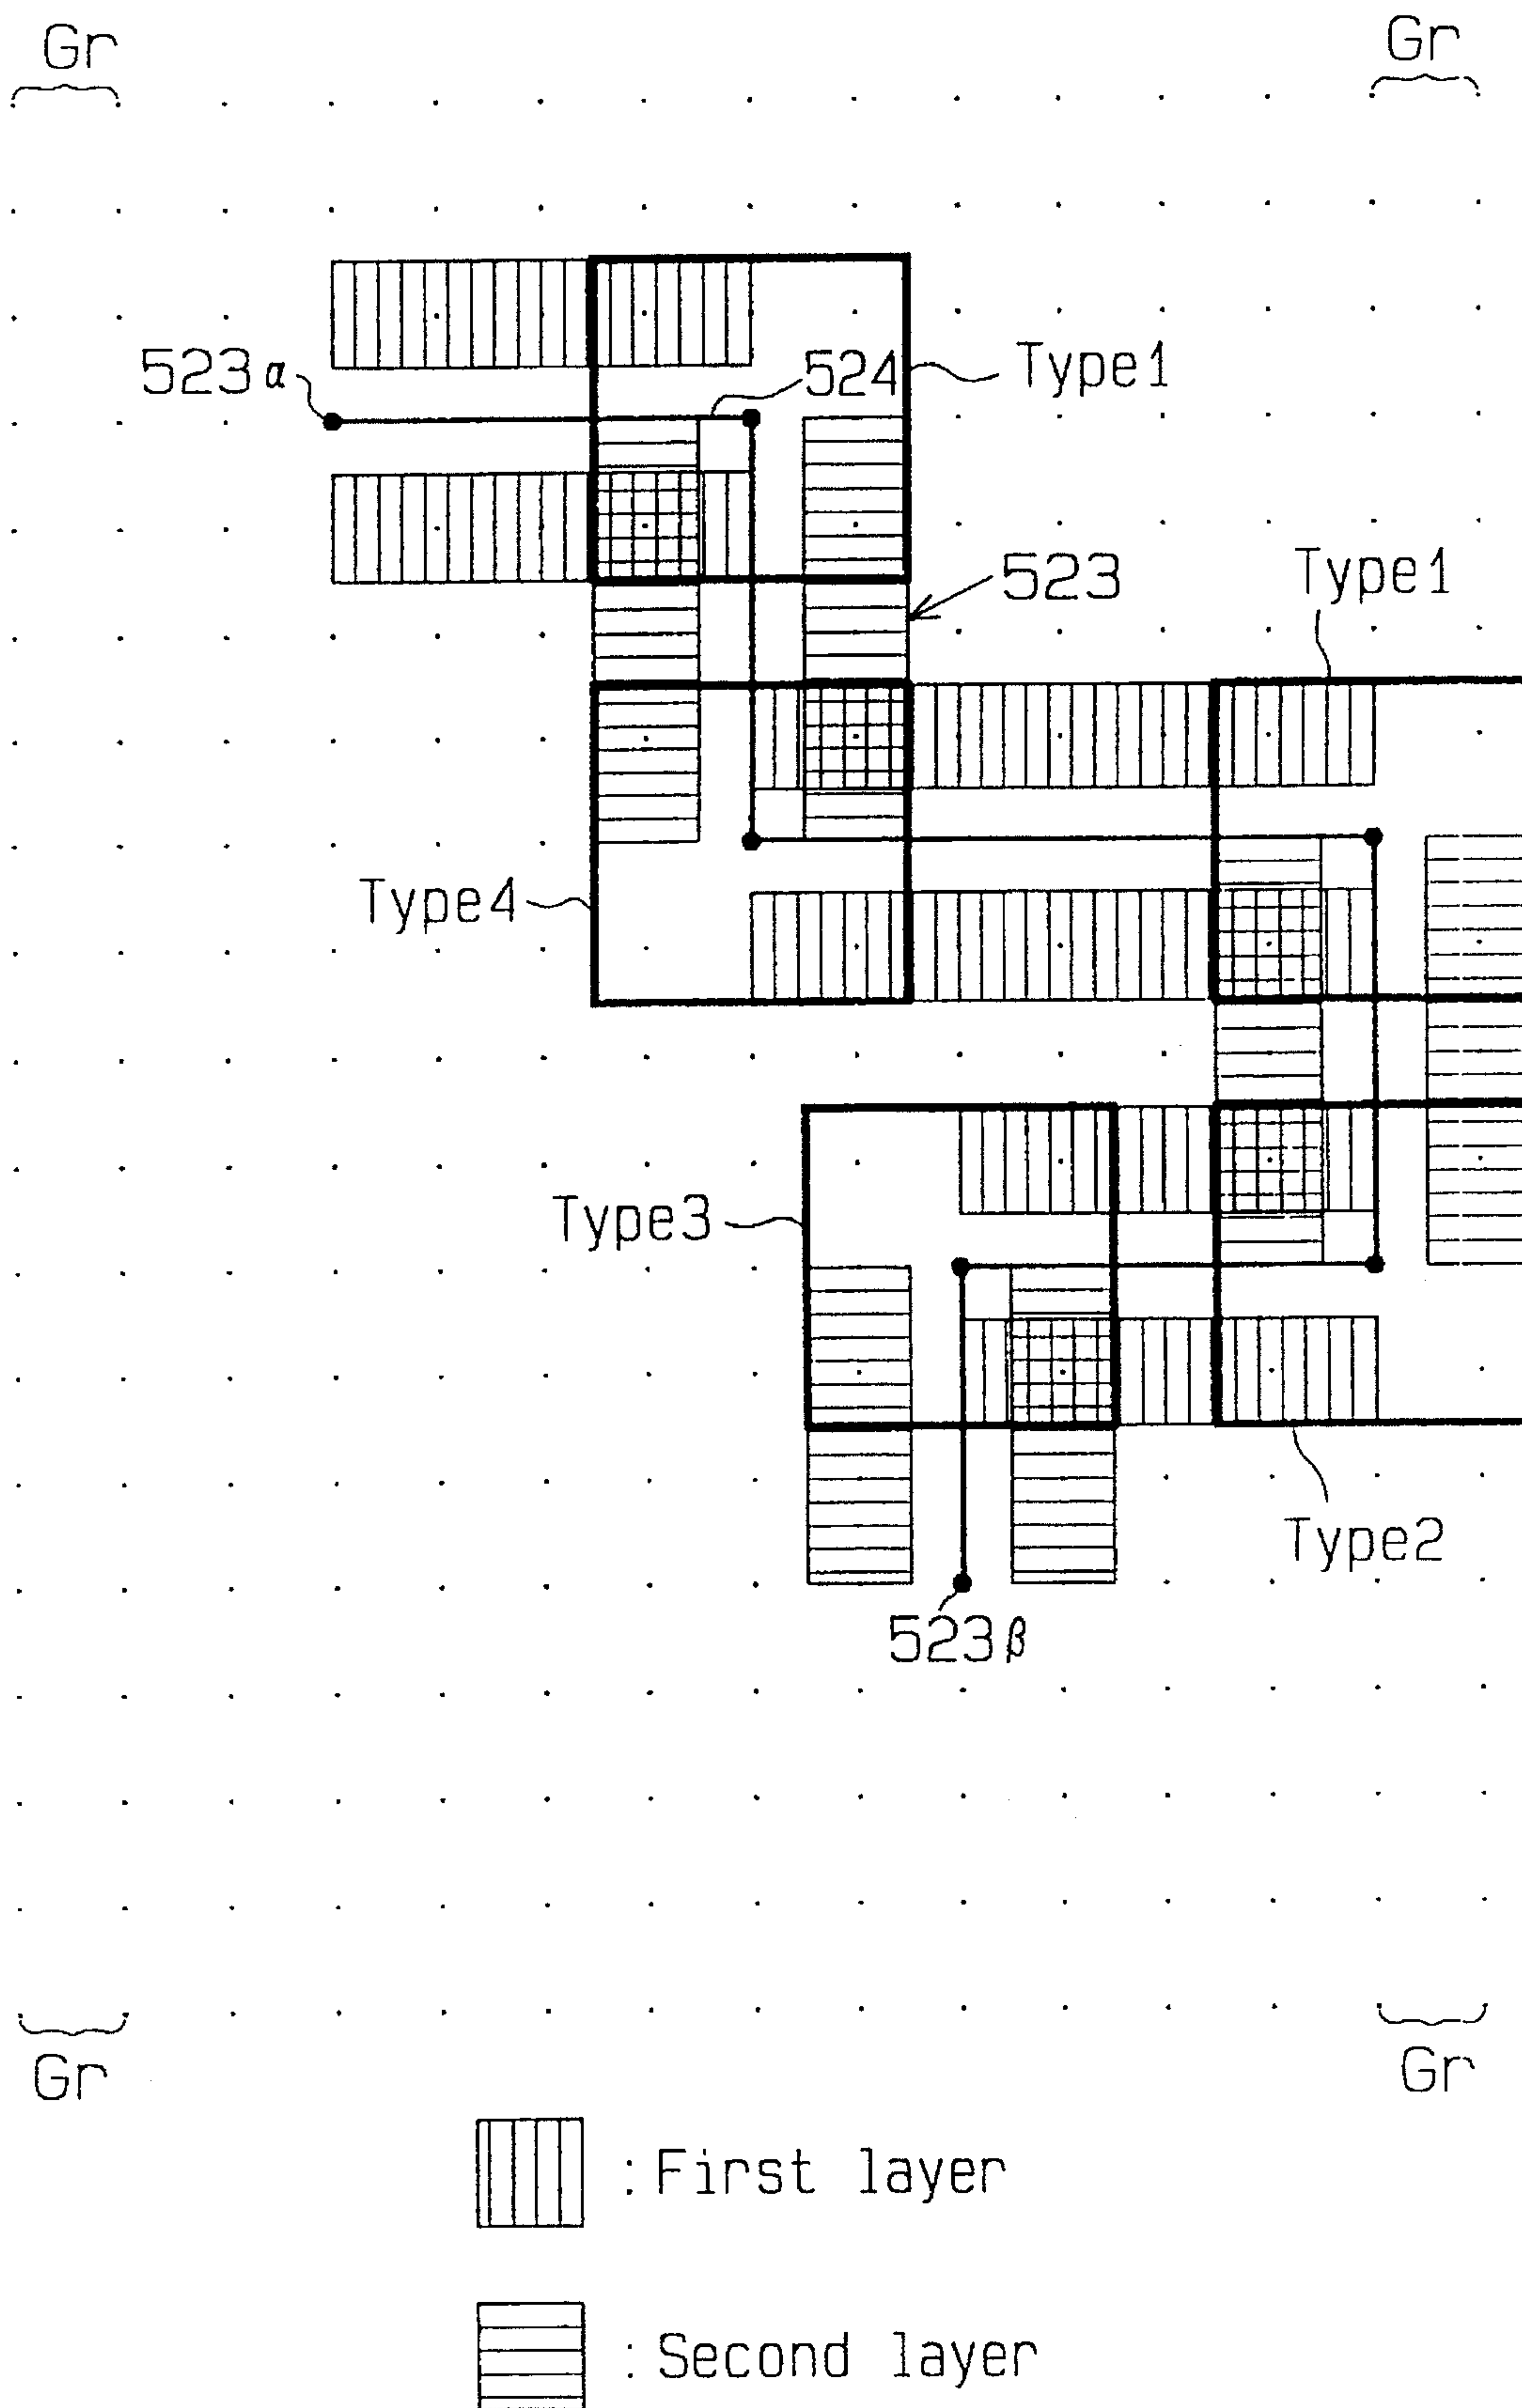 Gr
Gr
523α
524
Type1
523
Type1
Type4
Type3
Type2
523β
Gr
Gr
: First layer
: Second layer